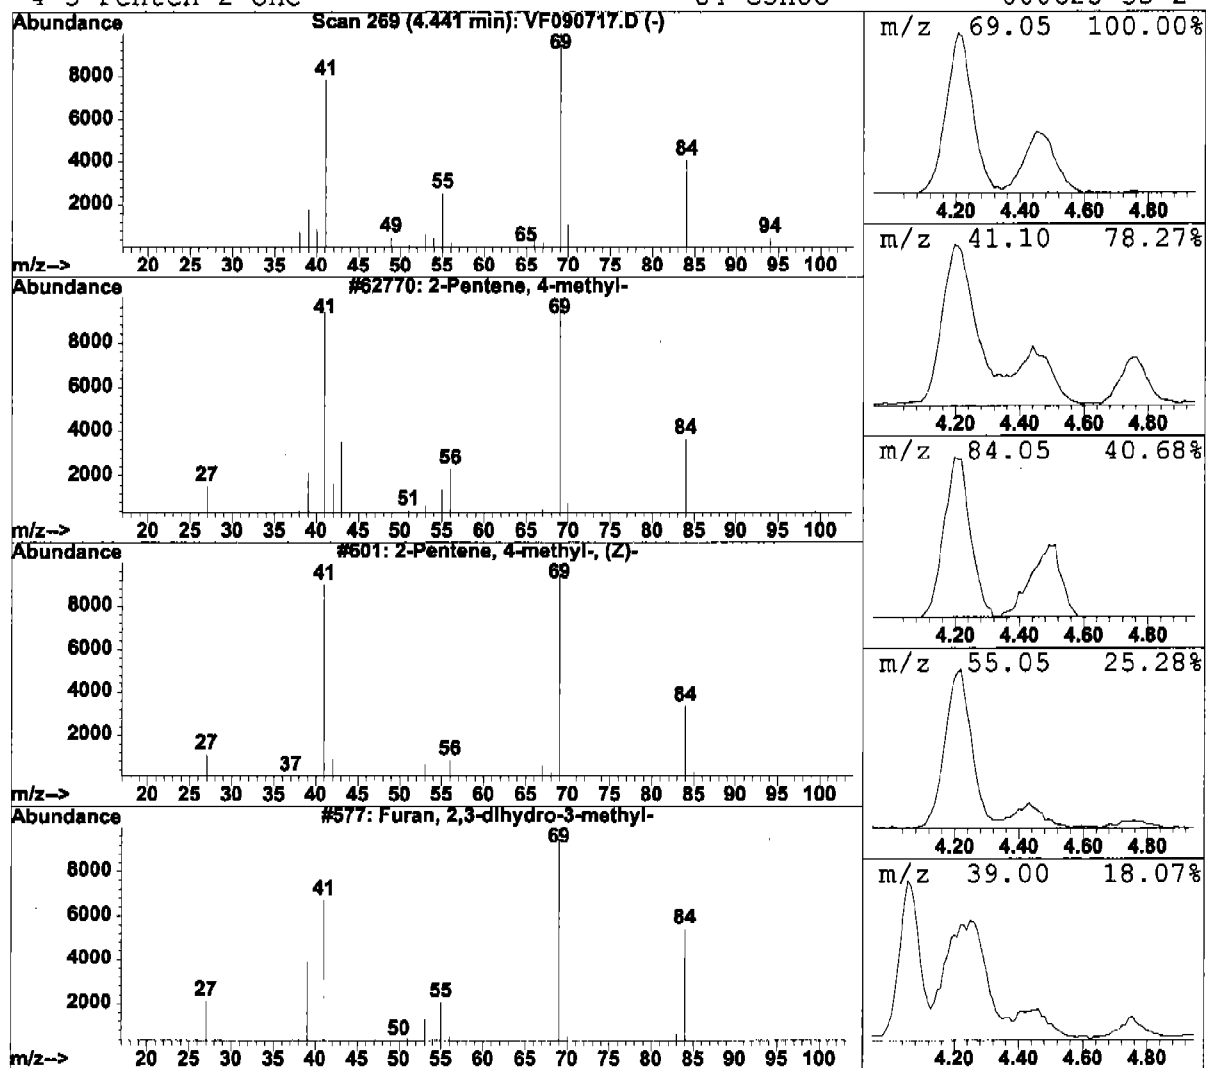 Abundance Scan 269 (4.441 min): VF090717.D (-)
8000
6000
4000
2000
41 49 55 65 69 84 94
m/z--> 20 25 30 35 40 45 50 55 60 65 70 75 80 85 90 95 100
Abundance #62770: 2-Pentene, 4-methyl-
8000
6000
4000
2000
27 41 51 56 69 84
m/z--> 20 25 30 35 40 45 50 55 60 65 70 75 80 85 90 95 100
Abundance #601: 2-Pentene, 4-methyl-, (Z)-
8000
6000
4000
2000
27 37 41 56 69 84
m/z--> 20 25 30 35 40 45 50 55 60 65 70 75 80 85 90 95 100
Abundance #577: Furan, 2,3-dihydro-3-methyl-
8000
6000
4000
2000
27 41 50 55 69 84
m/z--> 20 25 30 35 40 45 50 55 60 65 70 75 80 85 90 95 100
m/z 69.05 100.00%
4.20 4.40 4.60 4.80
m/z 41.10 78.27%
4.20 4.40 4.60 4.80
m/z 84.05 40.68%
4.20 4.40 4.60 4.80
m/z 55.05 25.28%
4.20 4.40 4.60 4.80
m/z 39.00 18.07%
4.20 4.40 4.60 4.80